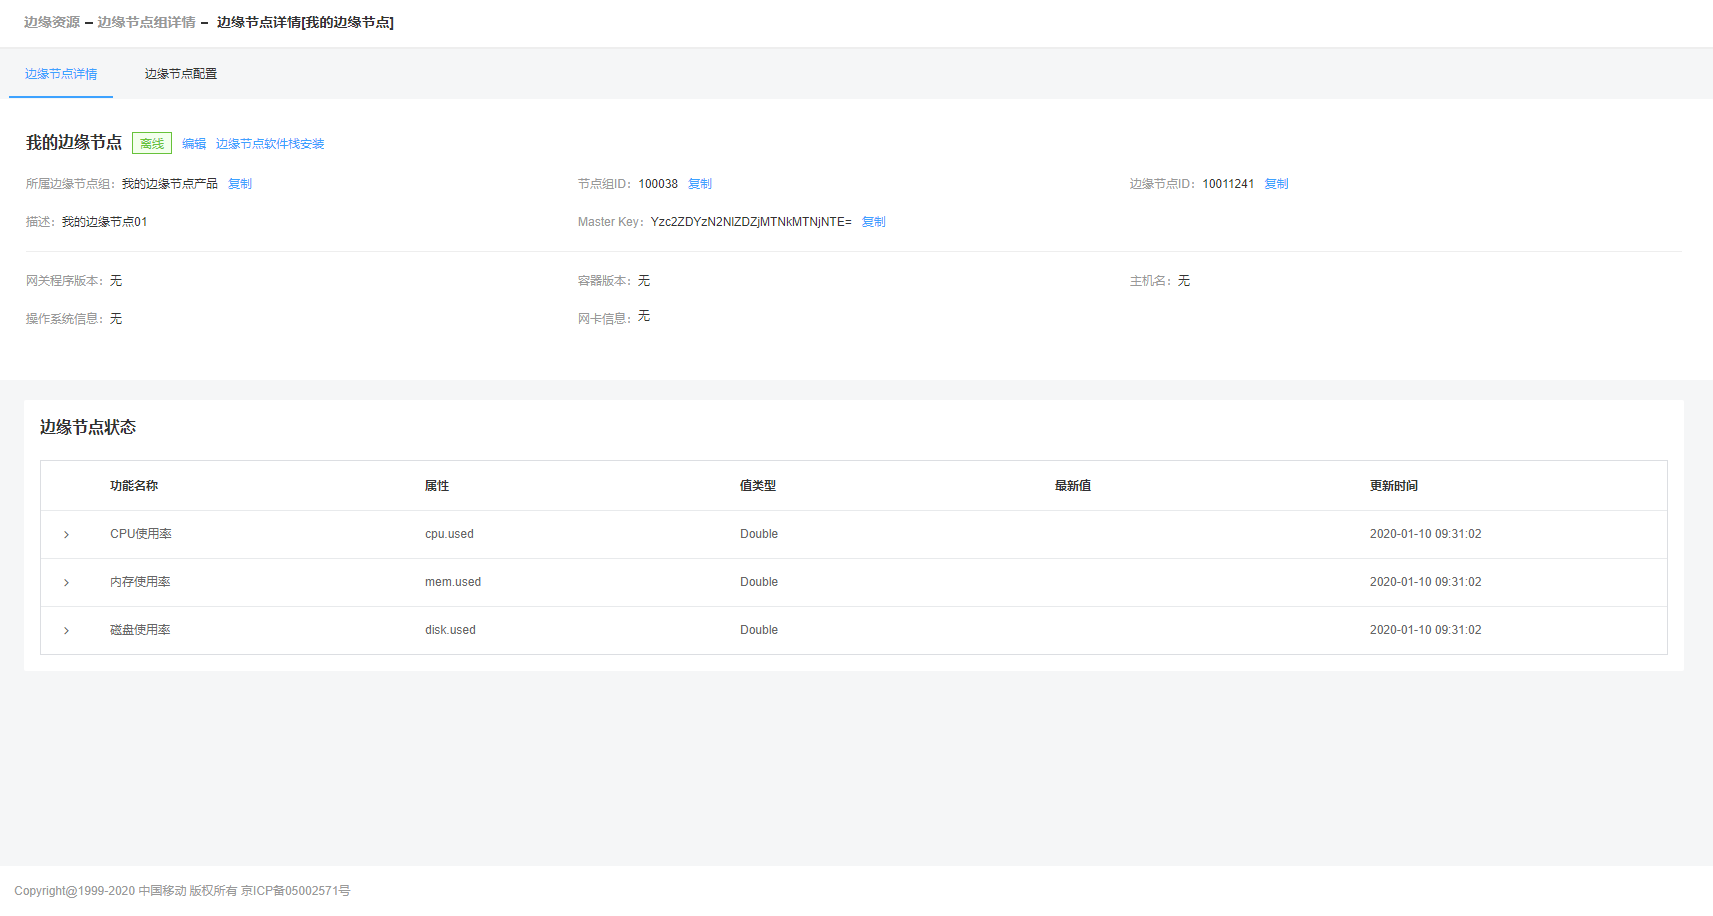 边缘资源 – 边缘节点组详情 – 边缘节点详情[我的边缘节点]
边缘节点详情 边缘节点配置
我的边缘节点 离线 编辑 边缘节点软件栈安装
所属边缘节点组：我的边缘节点产品 复制 节点组ID：100038 复制 边缘节点ID：10011241 复制
描述：我的边缘节点01 Master Key：Yzc2ZDYzN2NlZDZjMTNkMTNjNTE= 复制
网关程序版本：无 容器版本：无 主机名：无
操作系统信息：无 网卡信息：无
边缘节点状态
功能名称 属性 值类型 最新值 更新时间
CPU使用率 cpu.used Double 2020-01-10 09:31:02
内存使用率 mem.used Double 2020-01-10 09:31:02
磁盘使用率 disk.used Double 2020-01-10 09:31:02
Copyright@1999-2020 中国移动 版权所有 京ICP备05002571号